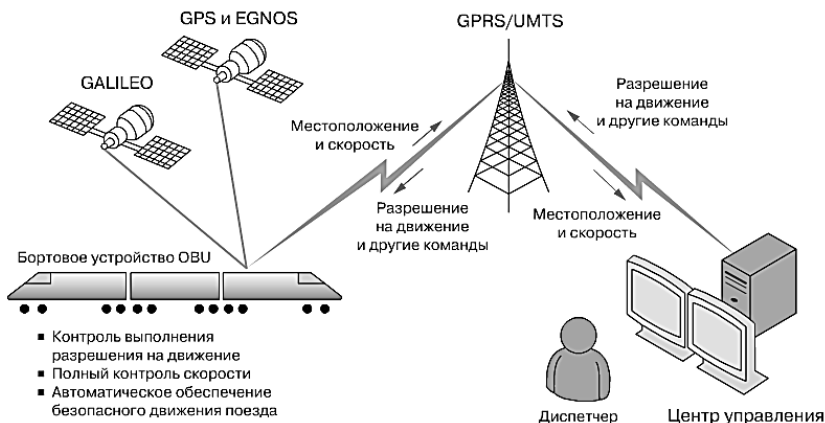 GPS и EGNOS
GPRS/UMTS
GALILEO
Местоположение
и скорость
Разрешение
на движение
и другие команды
Разрешение
на движение
и другие команды
Местоположение
и скорость
Бортовое устройство OBU
▪ Контроль выполнения
разрешения на движение
▪ Полный контроль скорости
▪ Автоматическое обеспечение
безопасного движения поезда
Диспетчер
Центр управления